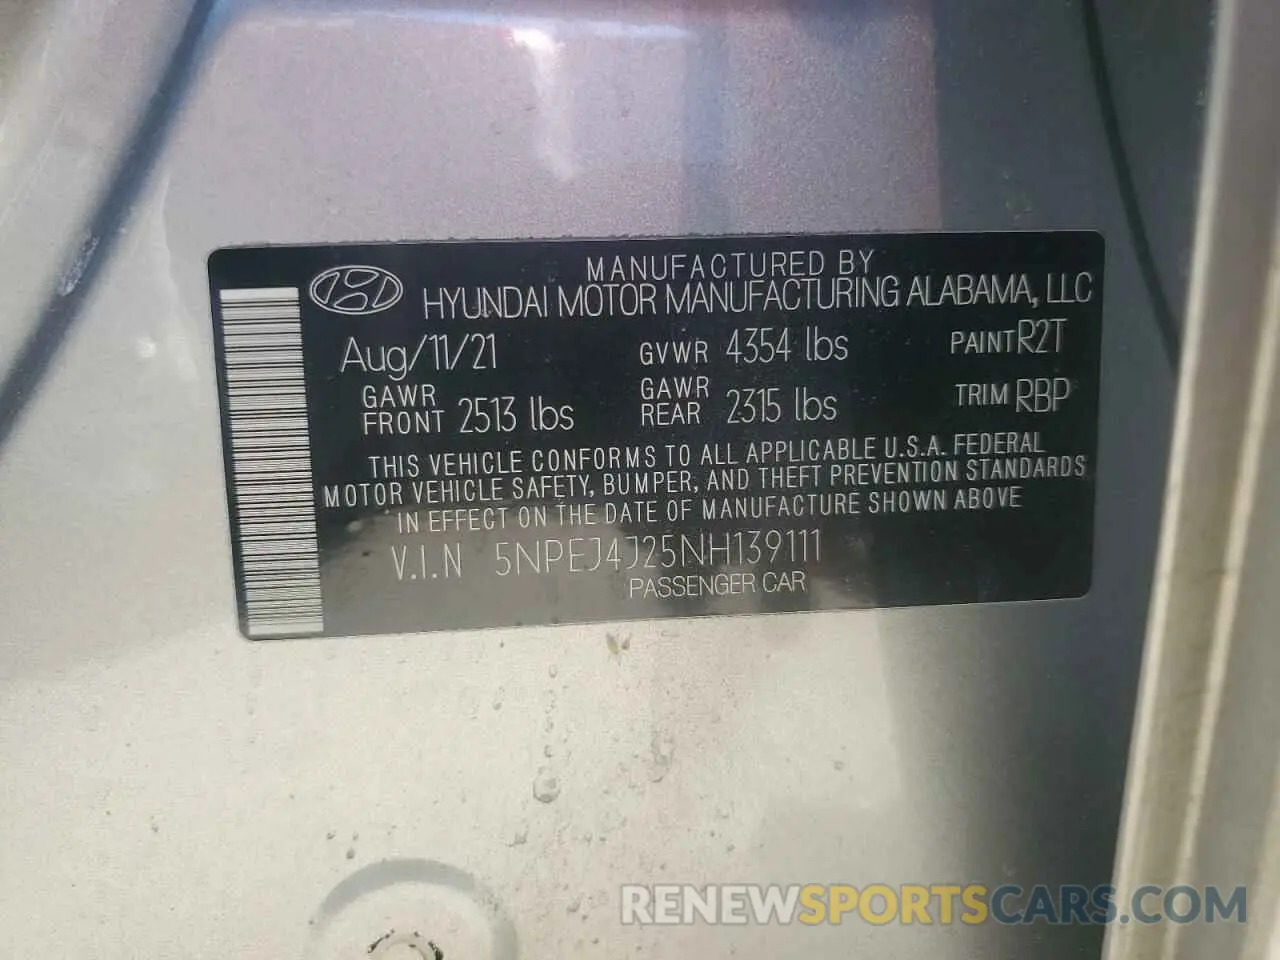 MANUFACTURED BY
HYUNDAI MOTOR MANUFACTURING ALABAMA, LLC
Aug/11/21 GVWR 4354 lbs PAINT R2T
GAWR FRONT 2513 lbs GAWR REAR 2315 lbs TRIM RBP
THIS VEHICLE CONFORMS TO ALL APPLICABLE U.S.A. FEDERAL
MOTOR VEHICLE SAFETY, BUMPER, AND THEFT PREVENTION STANDARDS
IN EFFECT ON THE DATE OF MANUFACTURE SHOWN ABOVE
V.I.N 5NPEJ4J25NH139111
PASSENGER CAR
RENEWSPORTSCARS.COM